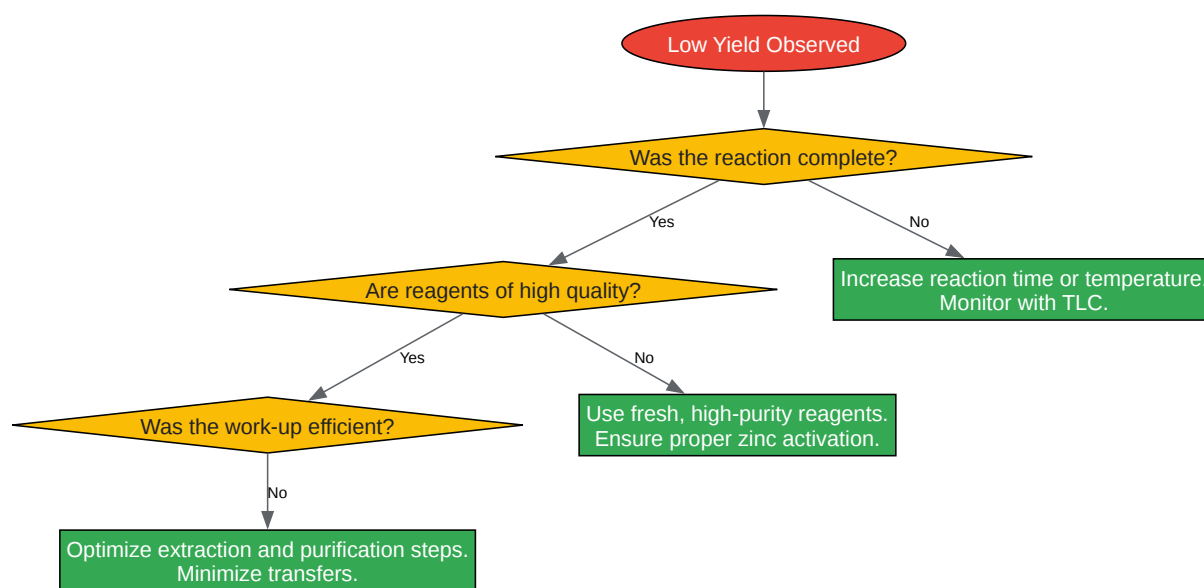 Low Yield Observed
Was the reaction complete?
Yes
No
Are reagents of high quality?
Increase reaction time or temperature.
Monitor with TLC.
Yes
No
Was the work-up efficient?
Use fresh, high-purity reagents.
Ensure proper zinc activation.
No
Optimize extraction and purification steps.
Minimize transfers.